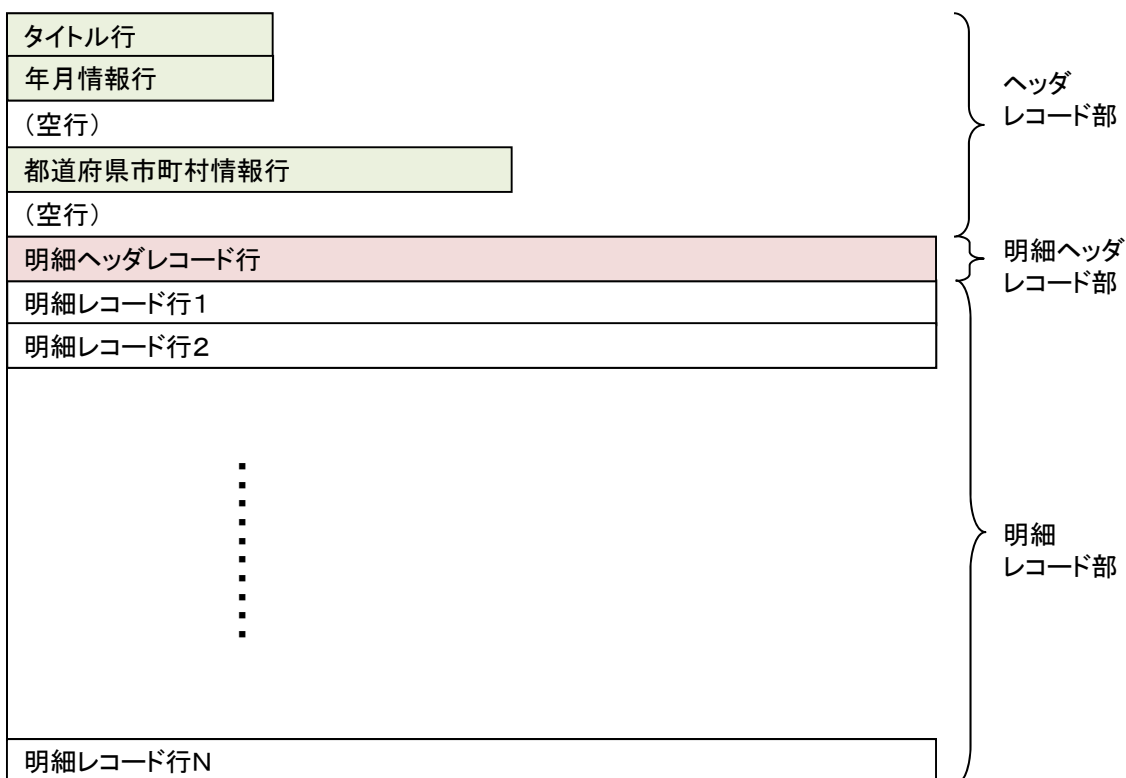 タイトル行
年月情報行
(空行)
都道府県市町村情報行
(空行)
明細ヘッダレコード行
明細レコード行1
明細レコード行2
明細レコード行N
ヘッダ
レコード部
明細ヘッダ
レコード部
明細
レコード部